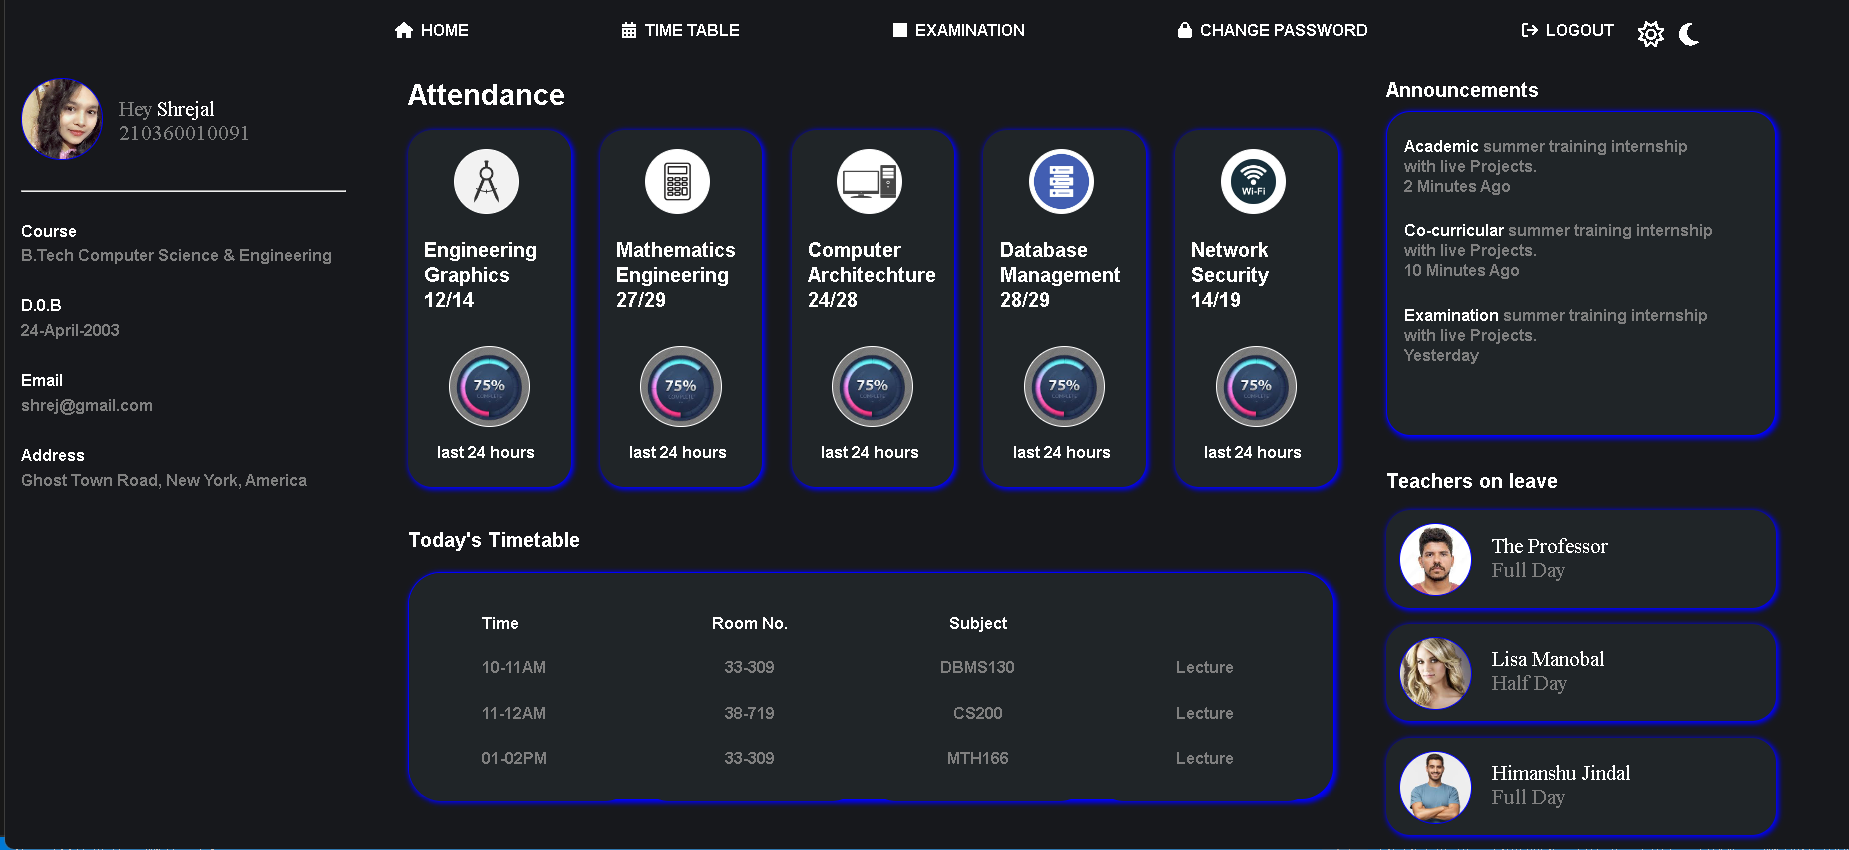 HOME
TIME TABLE
EXAMINATION
CHANGE PASSWORD
LOGOUT
Hey Shrejal
210360010091
Course
B.Tech Computer Science & Engineering
D.0.B
24-April-2003
Email
shrej@gmail.com
Address
Ghost Town Road, New York, America
Attendance
Engineering
Graphics
12/14
75%
COMPLETE
last 24 hours
Mathematics
Engineering
27/29
75%
COMPLETE
last 24 hours
Computer
Architechture
24/28
75%
COMPLETE
last 24 hours
Database
Management
28/29
75%
COMPLETE
last 24 hours
Wi-Fi
Network
Security
14/19
75%
COMPLETE
last 24 hours
Today's Timetable
Time Room No. Subject
10-11AM 33-309 DBMS130 Lecture
11-12AM 38-719 CS200 Lecture
01-02PM 33-309 MTH166 Lecture
Announcements
Academic summer training internship
with live Projects.
2 Minutes Ago
Co-curricular summer training internship
with live Projects.
10 Minutes Ago
Examination summer training internship
with live Projects.
Yesterday
Teachers on leave
The Professor
Full Day
Lisa Manobal
Half Day
Himanshu Jindal
Full Day